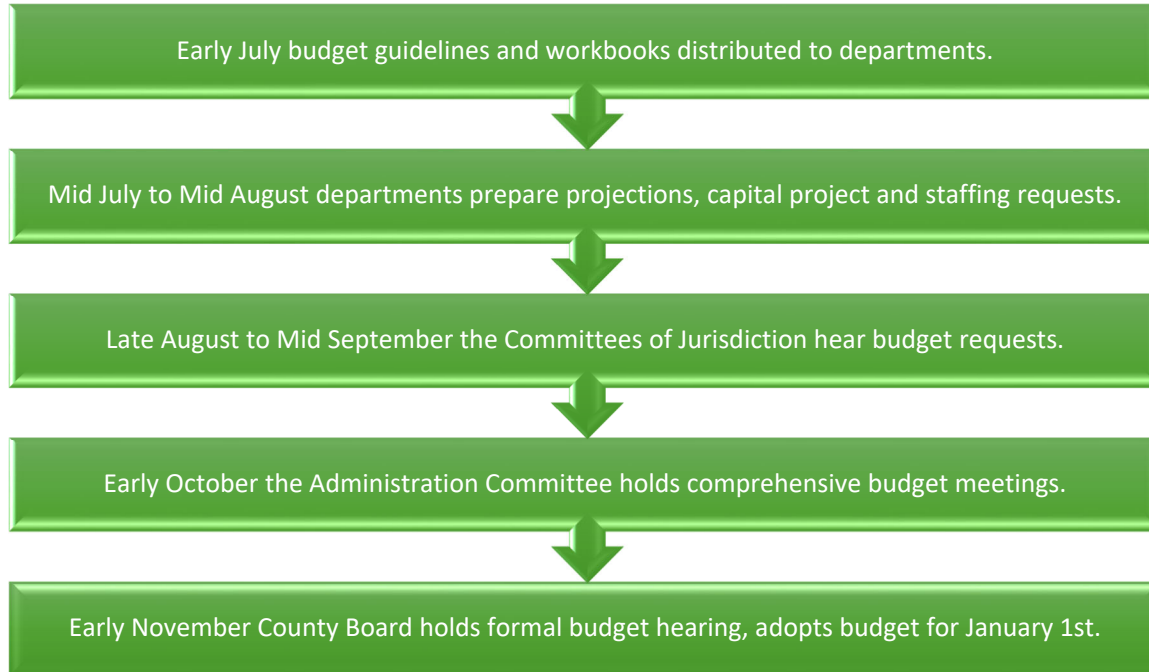 Early July budget guidelines and workbooks distributed to departments.
Mid July to Mid August departments prepare projections, capital project and staffing requests.
Late August to Mid September the Committees of Jurisdiction hear budget requests.
Early October the Administration Committee holds comprehensive budget meetings.
Early November County Board holds formal budget hearing, adopts budget for January 1st.